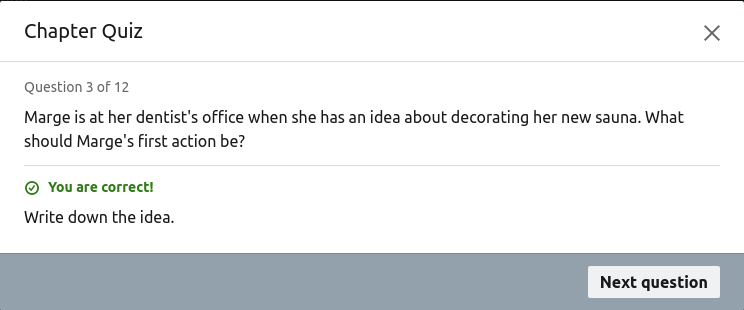 Chapter Quiz
Question 3 of 12
Marge is at her dentist's office when she has an idea about decorating her new sauna. What
should Marge's first action be?
You are correct!
Write down the idea.
Next question